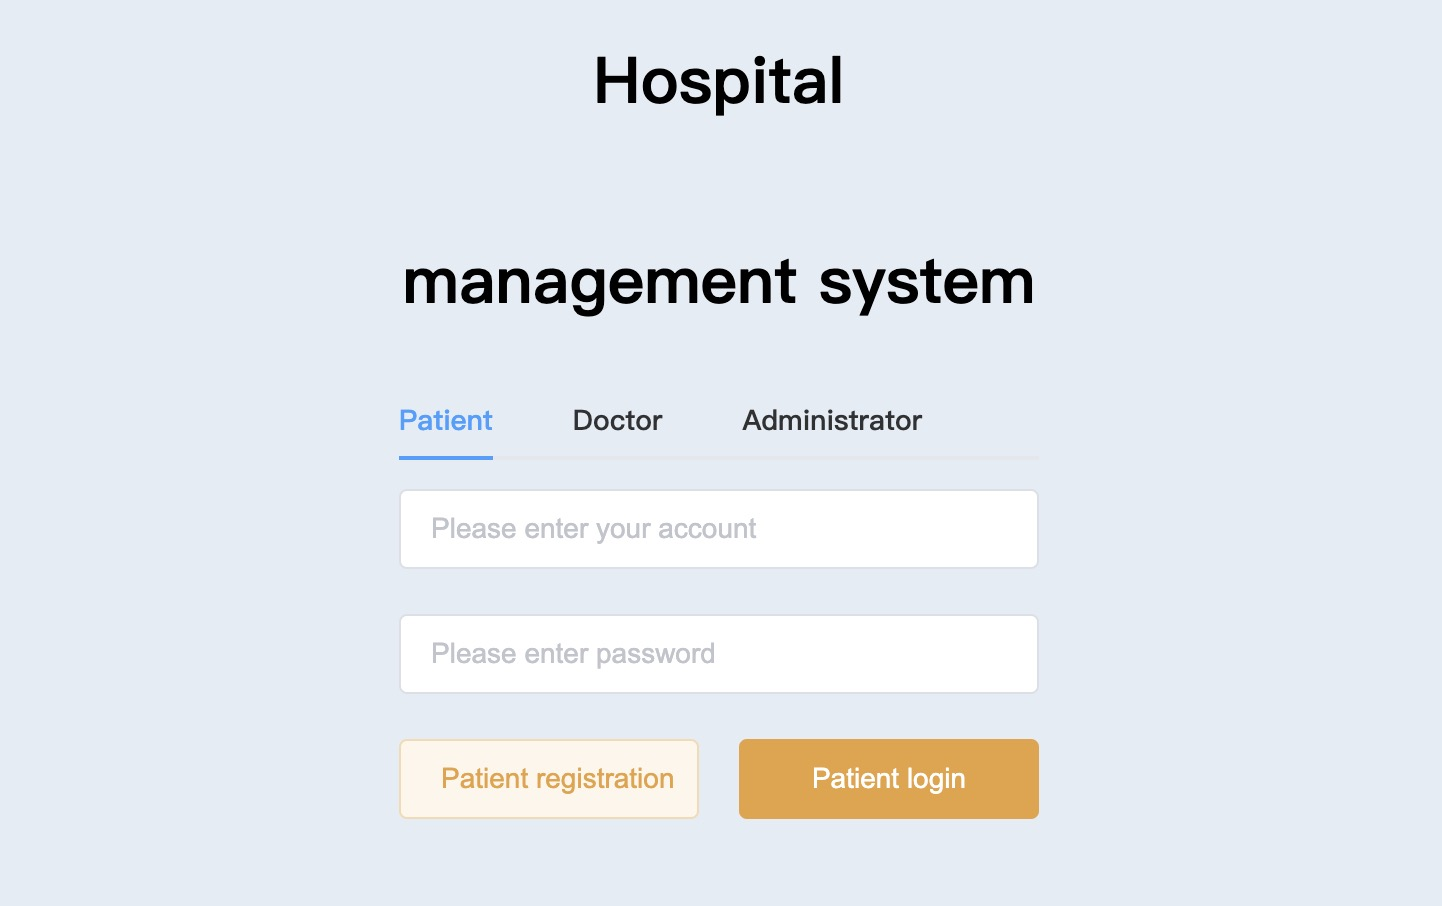 Hospital
management system
Patient Doctor Administrator
Please enter your account
Please enter password
Patient registration Patient login